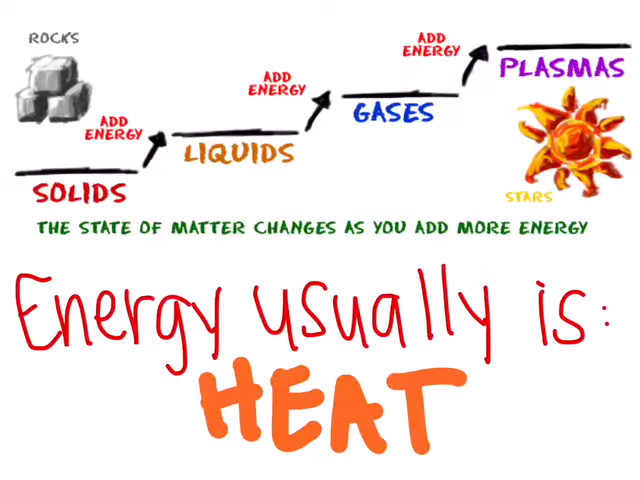 ROCKS
ADD
ENERGY
PLASMAS
ADD
ENERGY
GASES
ADD
ENERGY
LIQUIDS
SOLIDS
STARS
THE STATE OF MATTER CHANGES AS YOU ADD MORE ENERGY
Energy usually is:
HEAT